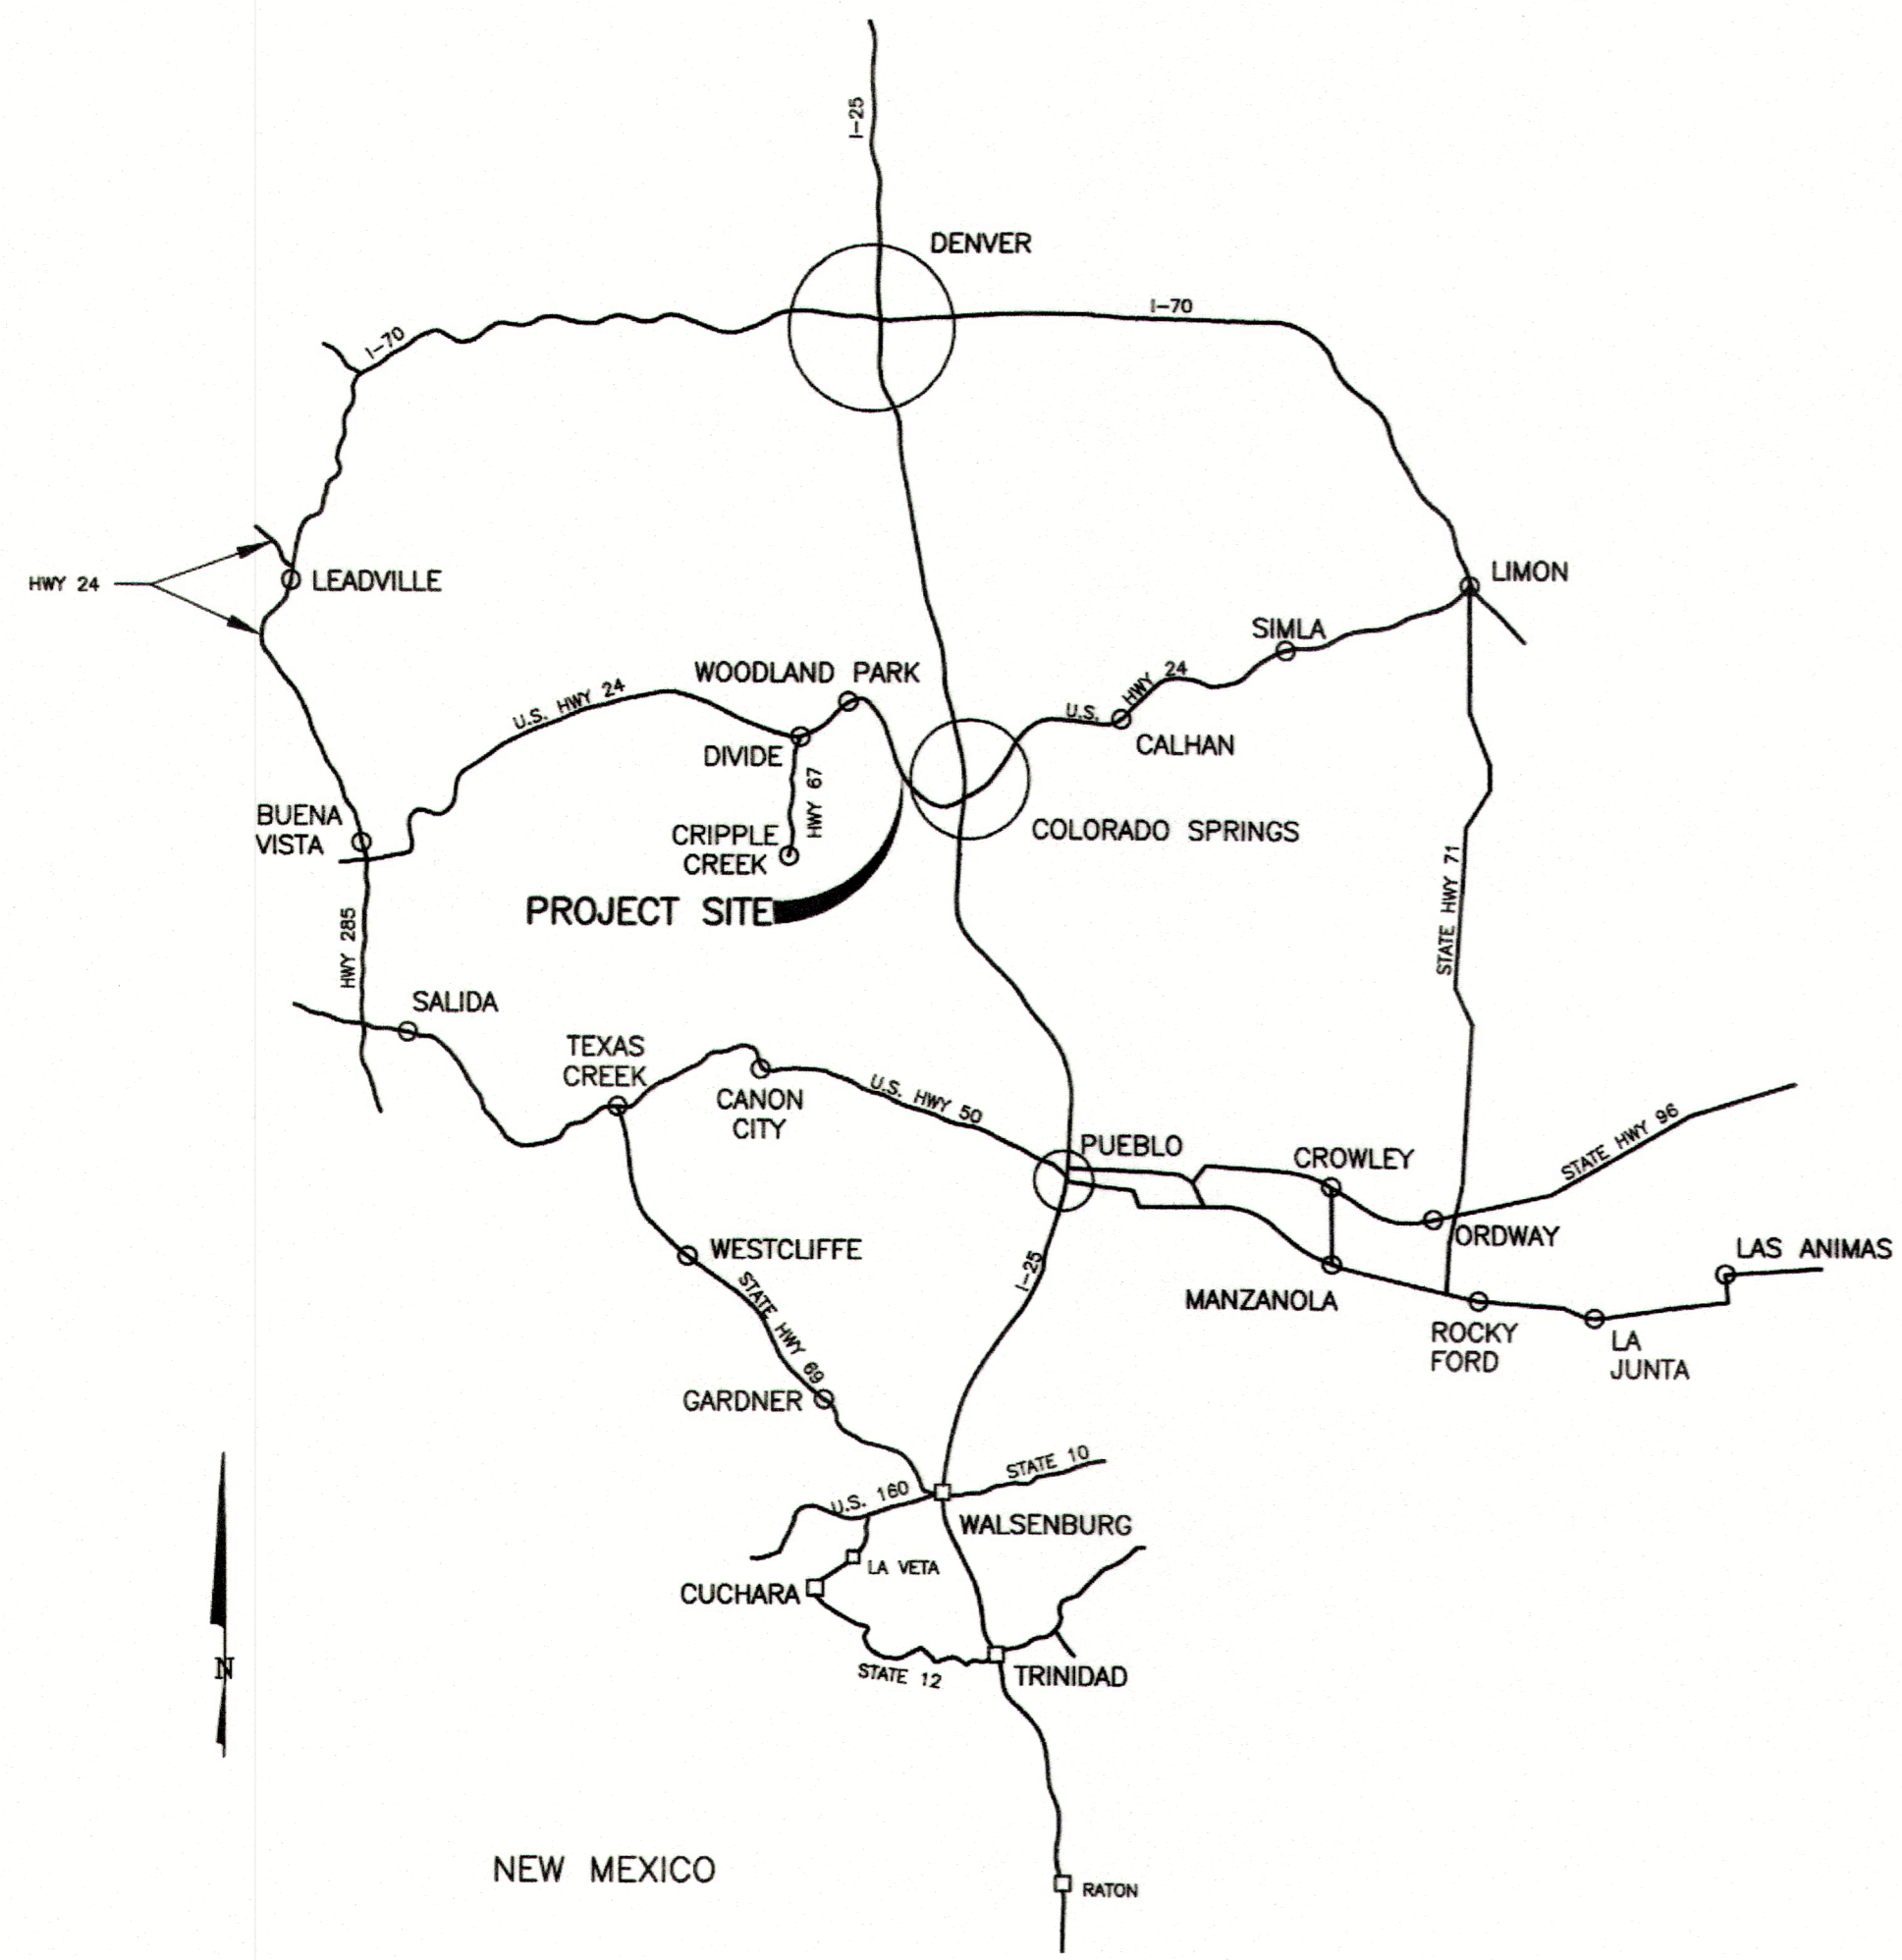 I-25
DENVER
I-70
I-70
HWY 24
LEADVILLE
LIMON
SIMLA
WOODLAND PARK
HWY 24
U.S. HWY 24
U.S.
CALHAN
DIVIDE
HWY 67
BUENA
VISTA
CRIPPLE
CREEK
COLORADO SPRINGS
PROJECT SITE
STATE HWY 71
HWY 285
SALIDA
TEXAS
CREEK
CANON
CITY
U.S. HWY 50
PUEBLO
CROWLEY
STATE HWY 96
ORDWAY
WESTCLIFFE
LAS ANIMAS
I-25
STATE HWY 69
MANZANOLA
ROCKY
FORD
LA
JUNTA
GARDNER
STATE 10
U.S. 160
WALSENBURG
LA VETA
CUCHARA
N
STATE 12
TRINIDAD
NEW MEXICO
RATON